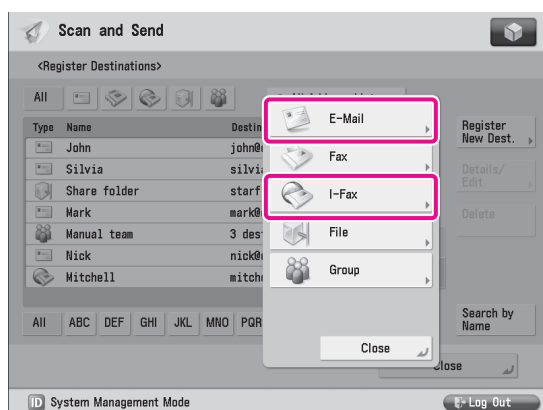 Scan and Send
<Register Destinations>
All
Type Name Destin
John john@
Silvia silvi
Share folder starf
Mark mark@
Manual team 3 des
Nick nick@
Mitchell mitch
E-Mail
Fax
I-Fax
File
Group
Close
Register
New Dest.
Details/
Edit
Delete
Search by
Name
All ABC DEF GHI JKL MNO PQR
Close
ID System Management Mode
Log Out